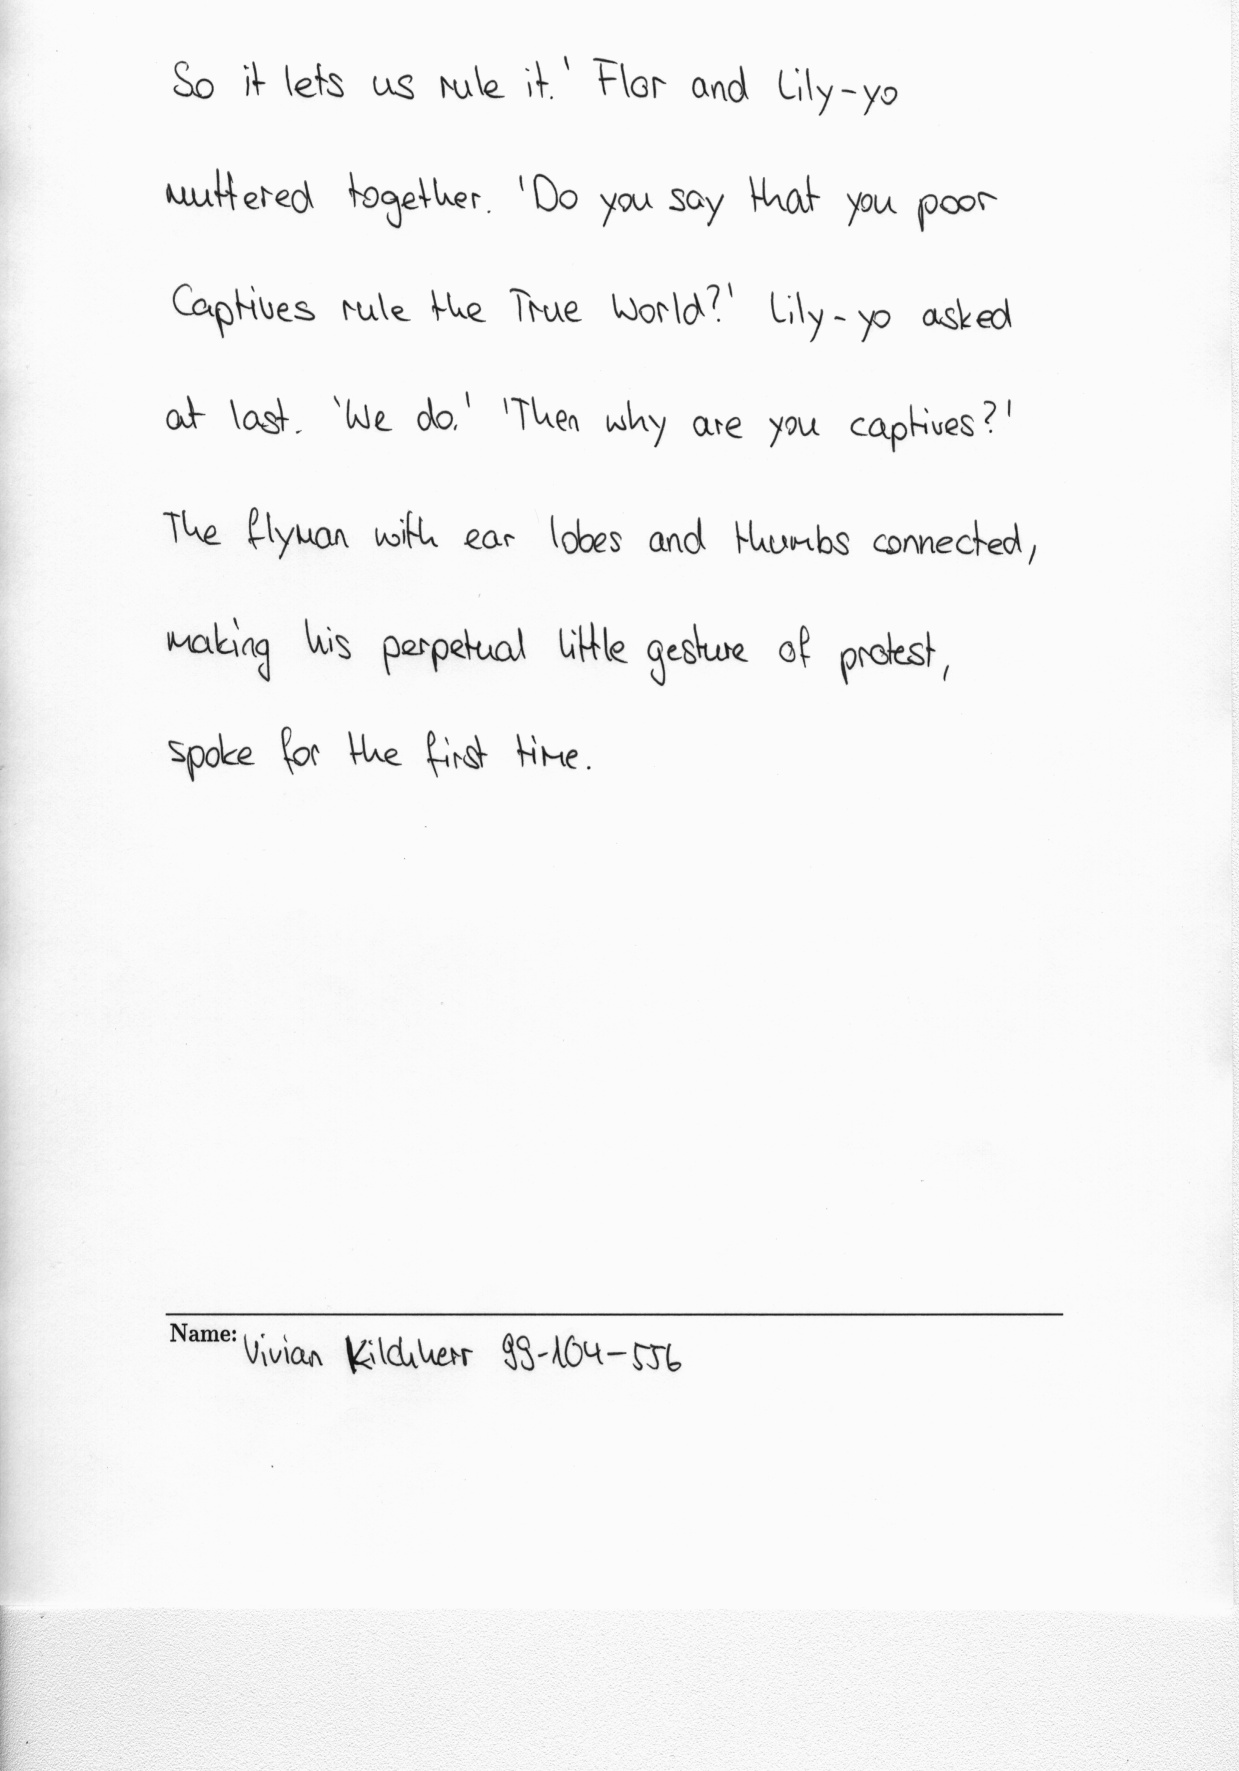 So it lets us rule it.' Flor and Lily-yo
muttered together. 'Do you say that you poor
Captives rule the True World?' Lily-yo asked
at last. 'We do.' 'Then why are you captives?'
The flyman with ear lobes and thumbs connected,
making his perpetual little gesture of protest,
spoke for the first time.
Name: Vivian Kilchherr 99-104-556